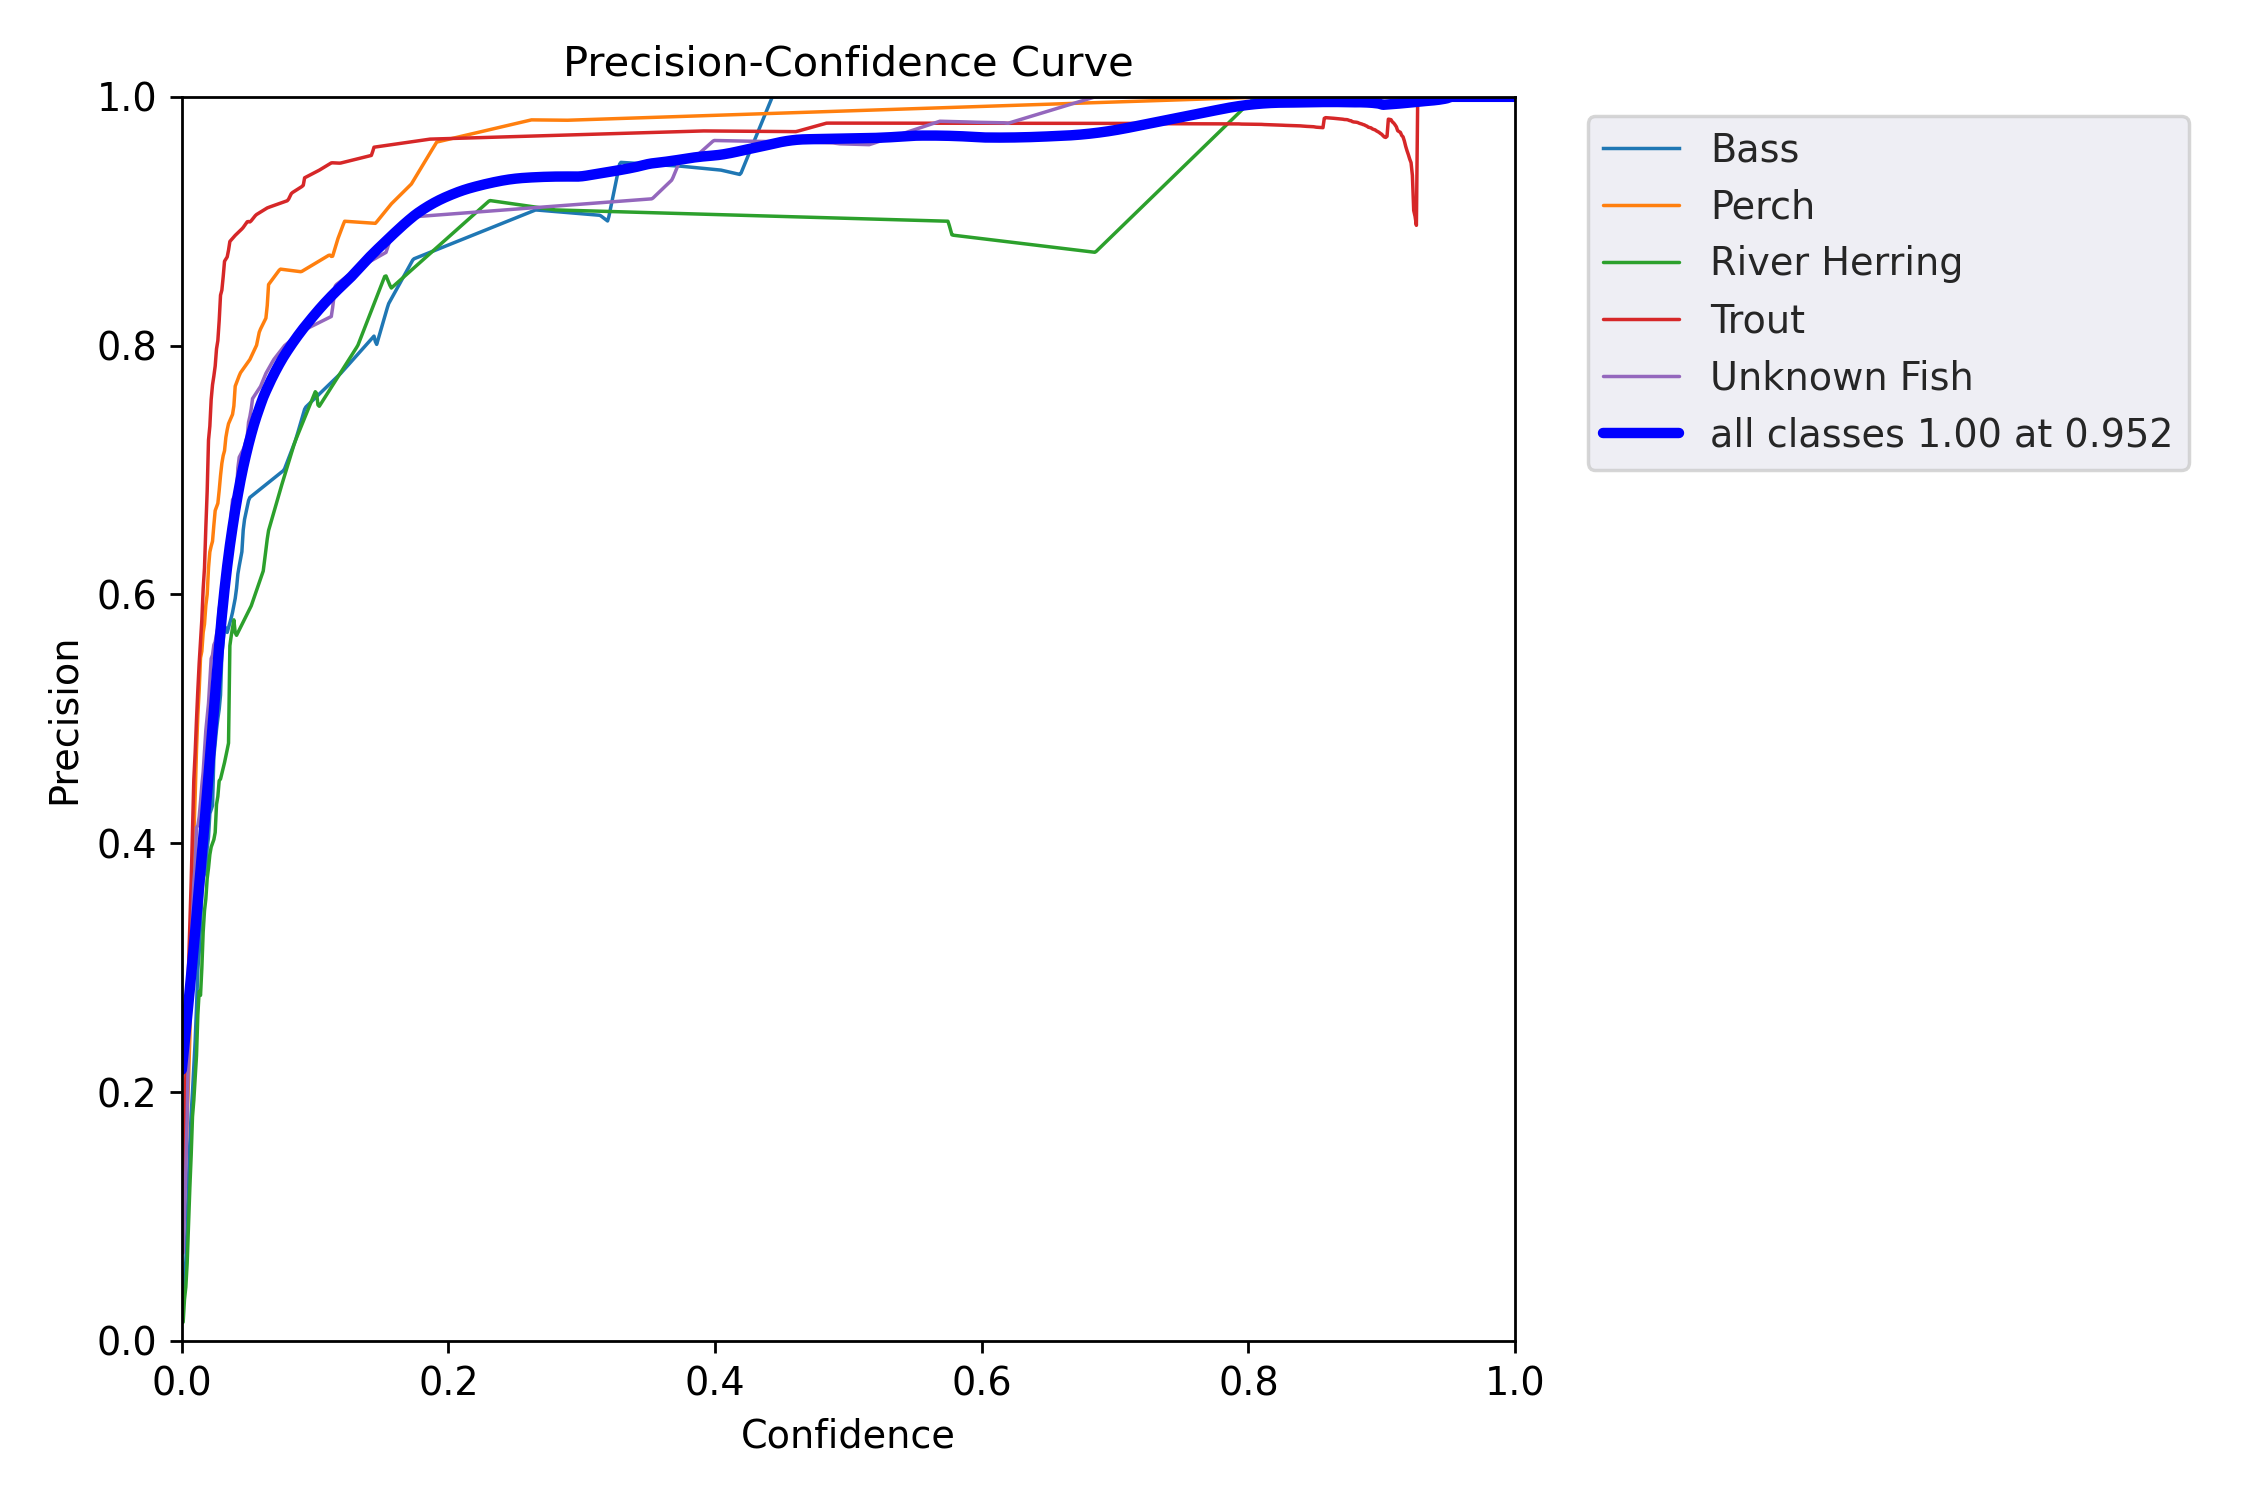 Precision-Confidence Curve
1.0
0.8
0.6
0.4
0.2
0.0
Precision
0.0 0.2 0.4 0.6 0.8 1.0
Confidence
Bass
Perch
River Herring
Trout
Unknown Fish
all classes 1.00 at 0.952